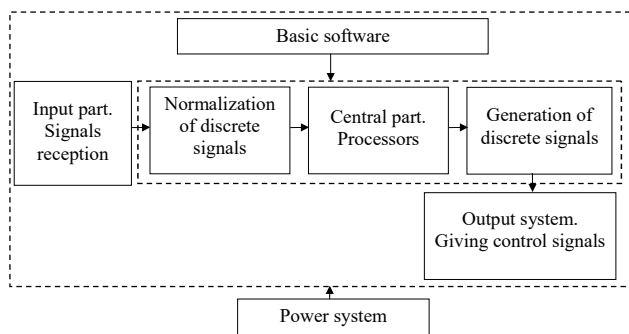 Basic software
Input part.
Signals
reception
Normalization
of discrete
signals
Central part.
Processors
Generation of
discrete signals
Output system.
Giving control signals
Power system